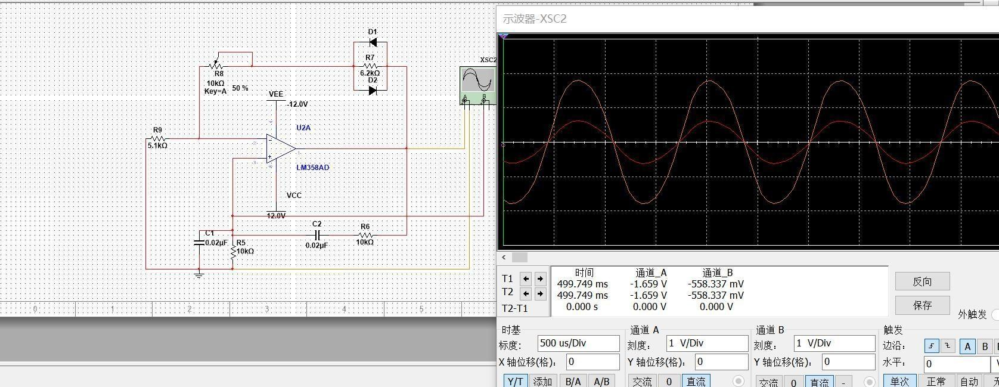 示波器-XSC2
D1
R7
6.2kΩ
D2
R8
10kΩ
Key=A
50 %
XSC2
A
B
VEE
-12.0V
U2A
R9
5.1kΩ
LM358AD
VCC
12.0V
C1
0.02µF
R5
10kΩ
C2
0.02µF
R6
10kΩ
0
1
2
3
4
5
<
T1
T2
T2-T1
时间 通道_A 通道_B
499.749 ms -1.659 V -558.337 mV
499.749 ms -1.659 V -558.337 mV
0.000 s 0.000 V 0.000 V
反向
保存
外触发
时基
标度: 500 us/Div
X 轴位移(格): 0
Y/T 添加 B/A A/B
通道 A
刻度: 1 V/Div
Y 轴位移(格): 0
交流 0 直流
通道 B
刻度: 1 V/Div
Y 轴位移(格): 0
交流 0 直流 -
触发
边沿: A B
水平: 0
单次 正常 自动